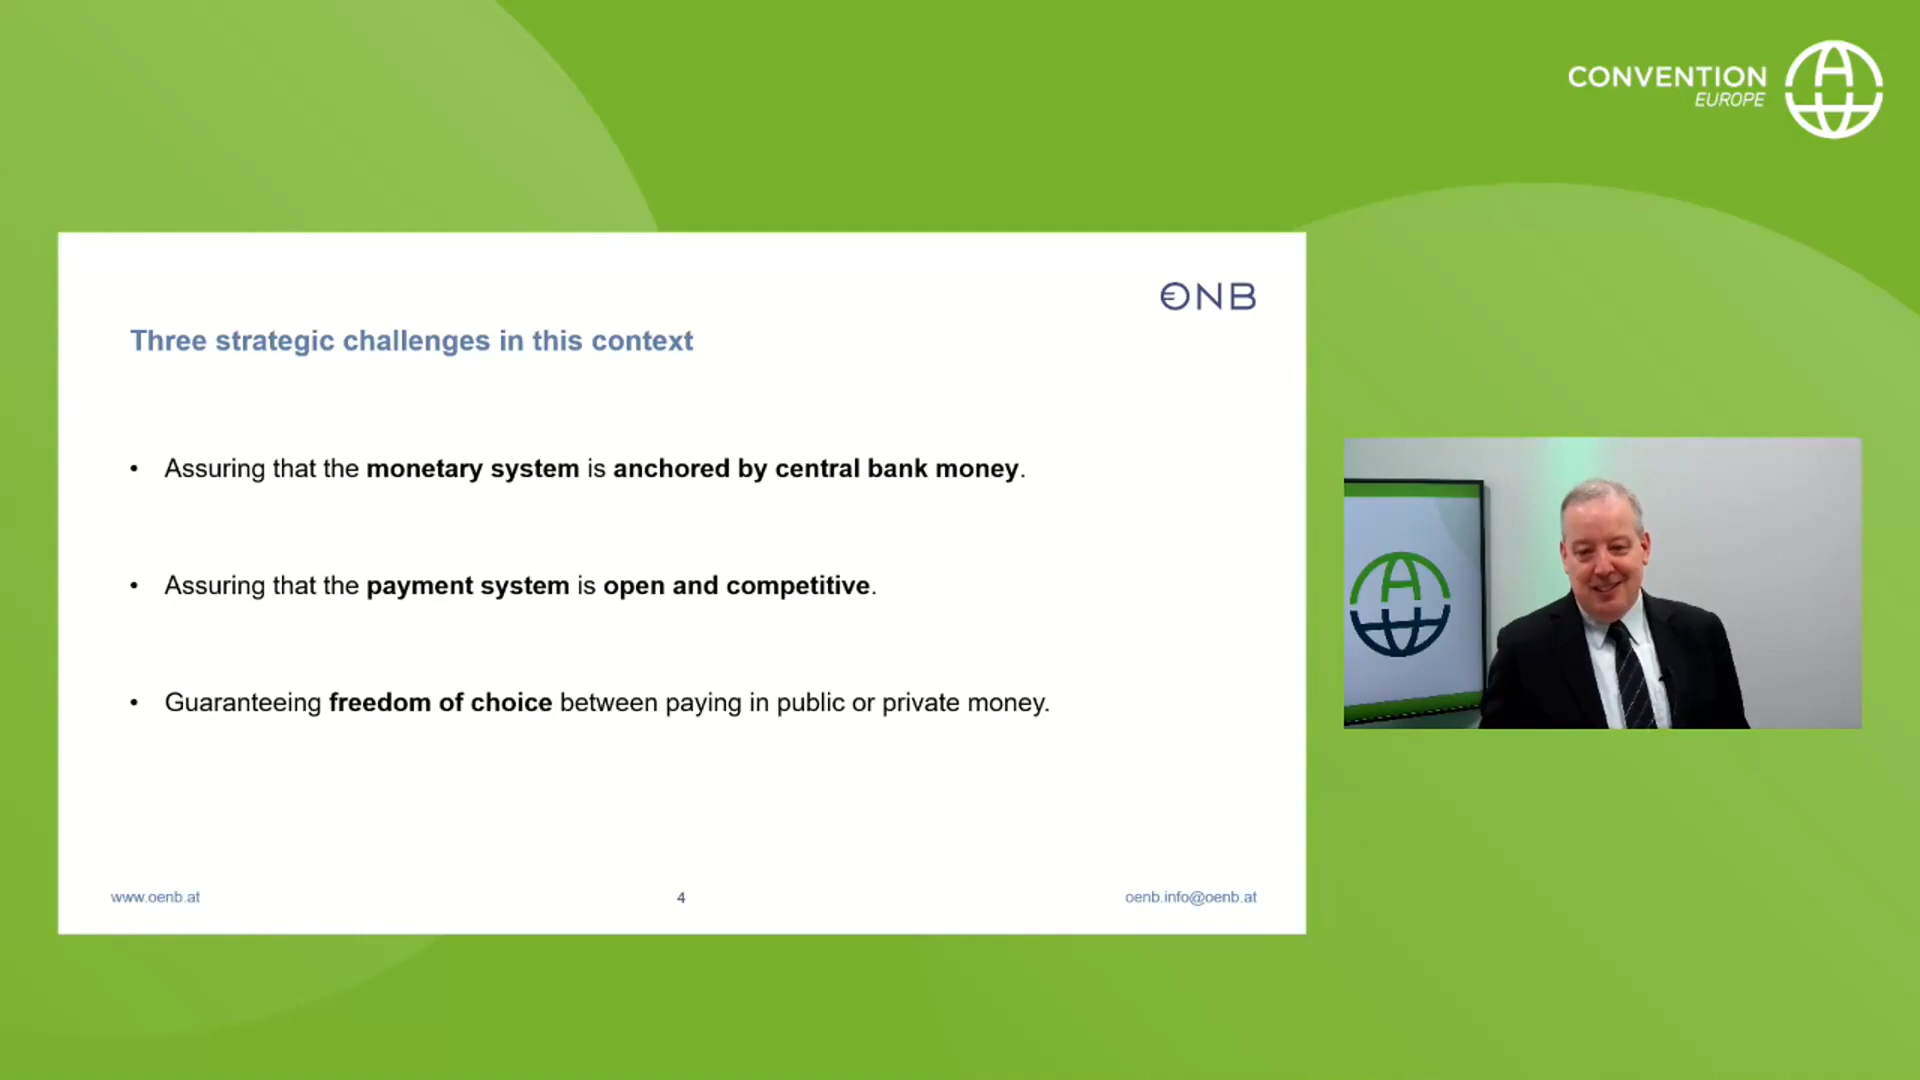 CONVENTION
EUROPE
ONB
Three strategic challenges in this context
• Assuring that the monetary system is anchored by central bank money.
• Assuring that the payment system is open and competitive.
• Guaranteeing freedom of choice between paying in public or private money.
www.oenb.at
4
oenb.info@oenb.at